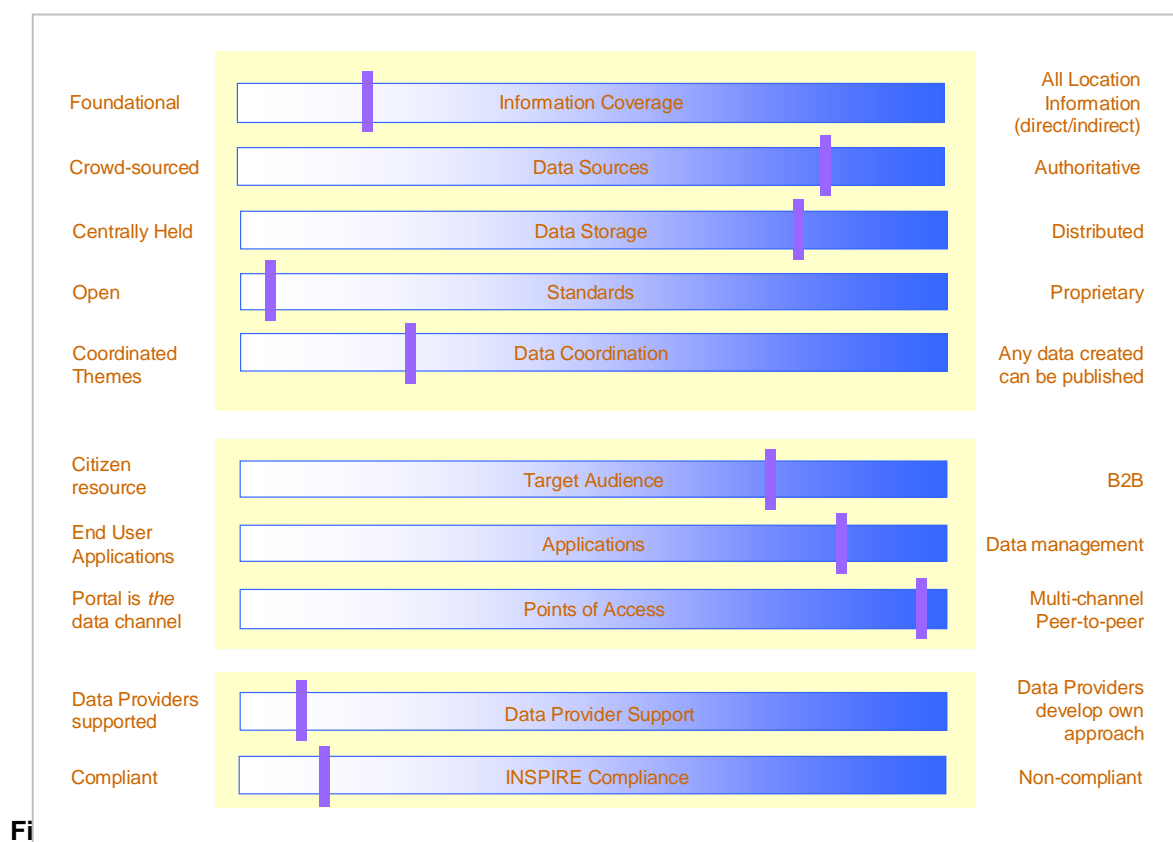 Foundational
Information Coverage
All Location
Information
(direct/indirect)
Crowd-sourced
Data Sources
Authoritative
Centrally Held
Data Storage
Distributed
Open
Standards
Proprietary
Coordinated
Themes
Data Coordination
Any data created
can be published
Citizen
resource
Target Audience
B2B
End User
Applications
Applications
Data management
Portal is the
data channel
Points of Access
Multi-channel
Peer-to-peer
Data Providers
supported
Data Provider Support
Data Providers
develop own
approach
Compliant
INSPIRE Compliance
Non-compliant
Fi